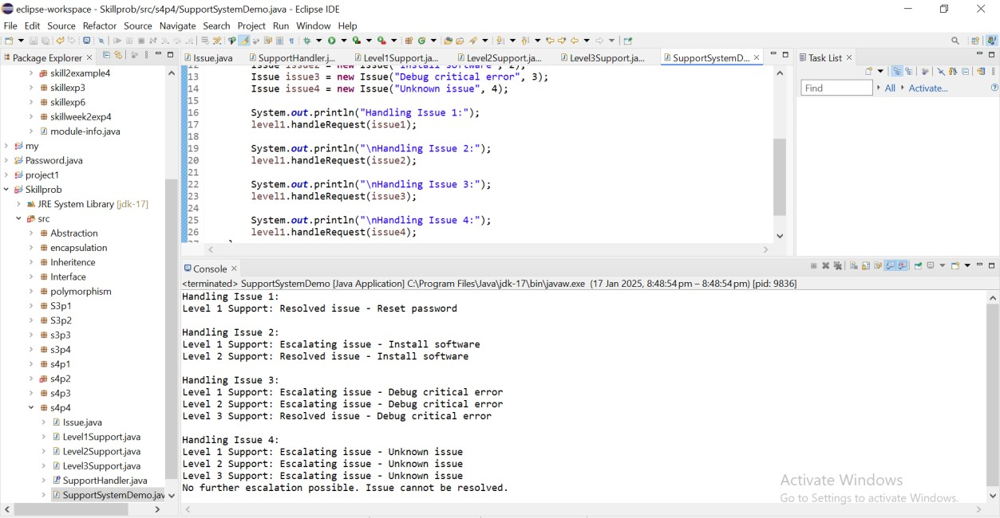 eclipse-workspace - Skillprob/src/s4p4/SupportSystemDemo.java - Eclipse IDE
File Edit Source Refactor Source Navigate Search Project Run Window Help
Package Explorer
skill2example4
skillexp3
skillexp6
skillweek2exp4
module-info.java
my
Password.java
project1
Skillprob
JRE System Library [jdk-17]
src
Abstraction
encapsulation
Inheritence
Interface
polymorphism
S3p1
S3p2
s3p3
s3p4
s4p1
s4p2
s4p3
s4p4
Issue.java
Level1Support.java
Level2Support.java
Level3Support.java
SupportHandler.java
SupportSystemDemo.jav
Issue.java SupportHandler.j... Level1Support.ja... Level2Support.ja... Level3Support.ja... SupportSystemD...
12 Issue issue2 = new Issue("Install software", 2);
13 Issue issue3 = new Issue("Debug critical error", 3);
14 Issue issue4 = new Issue("Unknown issue", 4);
15
16 System.out.println("Handling Issue 1:");
17 level1.handleRequest(issue1);
18
19 System.out.println("\nHandling Issue 2:");
20 level1.handleRequest(issue2);
21
22 System.out.println("\nHandling Issue 3:");
23 level1.handleRequest(issue3);
24
25 System.out.println("\nHandling Issue 4:");
26 level1.handleRequest(issue4);
27 }
Task List
Find All Activate...
Console
<terminated> SupportSystemDemo [Java Application] C:\Program Files\Java\jdk-17\bin\javaw.exe (17 Jan 2025, 8:48:54 pm – 8:48:54 pm) [pid: 9836]
Handling Issue 1:
Level 1 Support: Resolved issue - Reset password
Handling Issue 2:
Level 1 Support: Escalating issue - Install software
Level 2 Support: Resolved issue - Install software
Handling Issue 3:
Level 1 Support: Escalating issue - Debug critical error
Level 2 Support: Escalating issue - Debug critical error
Level 3 Support: Resolved issue - Debug critical error
Handling Issue 4:
Level 1 Support: Escalating issue - Unknown issue
Level 2 Support: Escalating issue - Unknown issue
Level 3 Support: Escalating issue - Unknown issue
No further escalation possible. Issue cannot be resolved.
Activate Windows
Go to Settings to activate Windows.